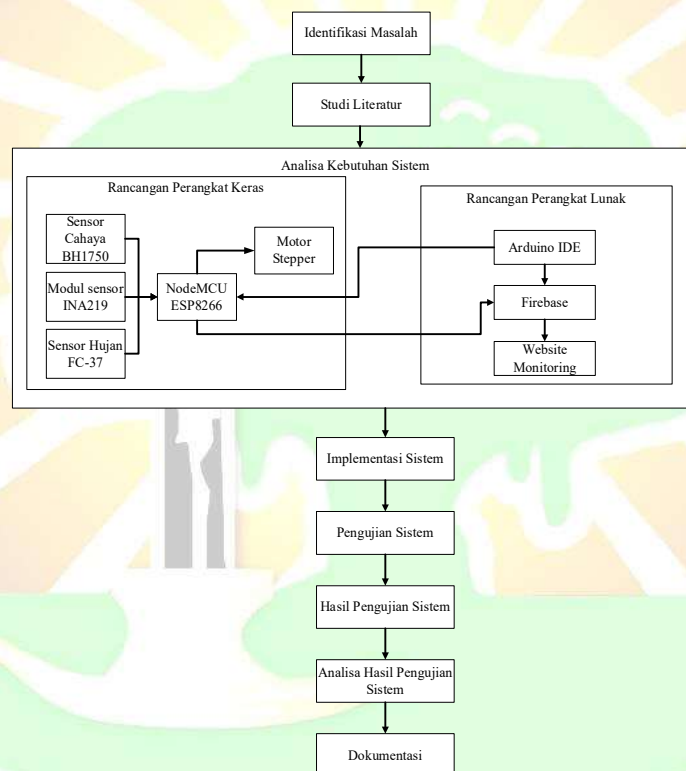 Identifikasi Masalah
Studi Literatur
Analisa Kebutuhan Sistem
Rancangan Perangkat Keras
Sensor
Cahaya
BH1750
Modul sensor
INA219
Sensor Hujan
FC-37
NodeMCU
ESP8266
Motor
Stepper
Rancangan Perangkat Lunak
Arduino IDE
Firebase
Website
Monitoring
Implementasi Sistem
Pengujian Sistem
Hasil Pengujian Sistem
Analisa Hasil Pengujian
Sistem
Dokumentasi